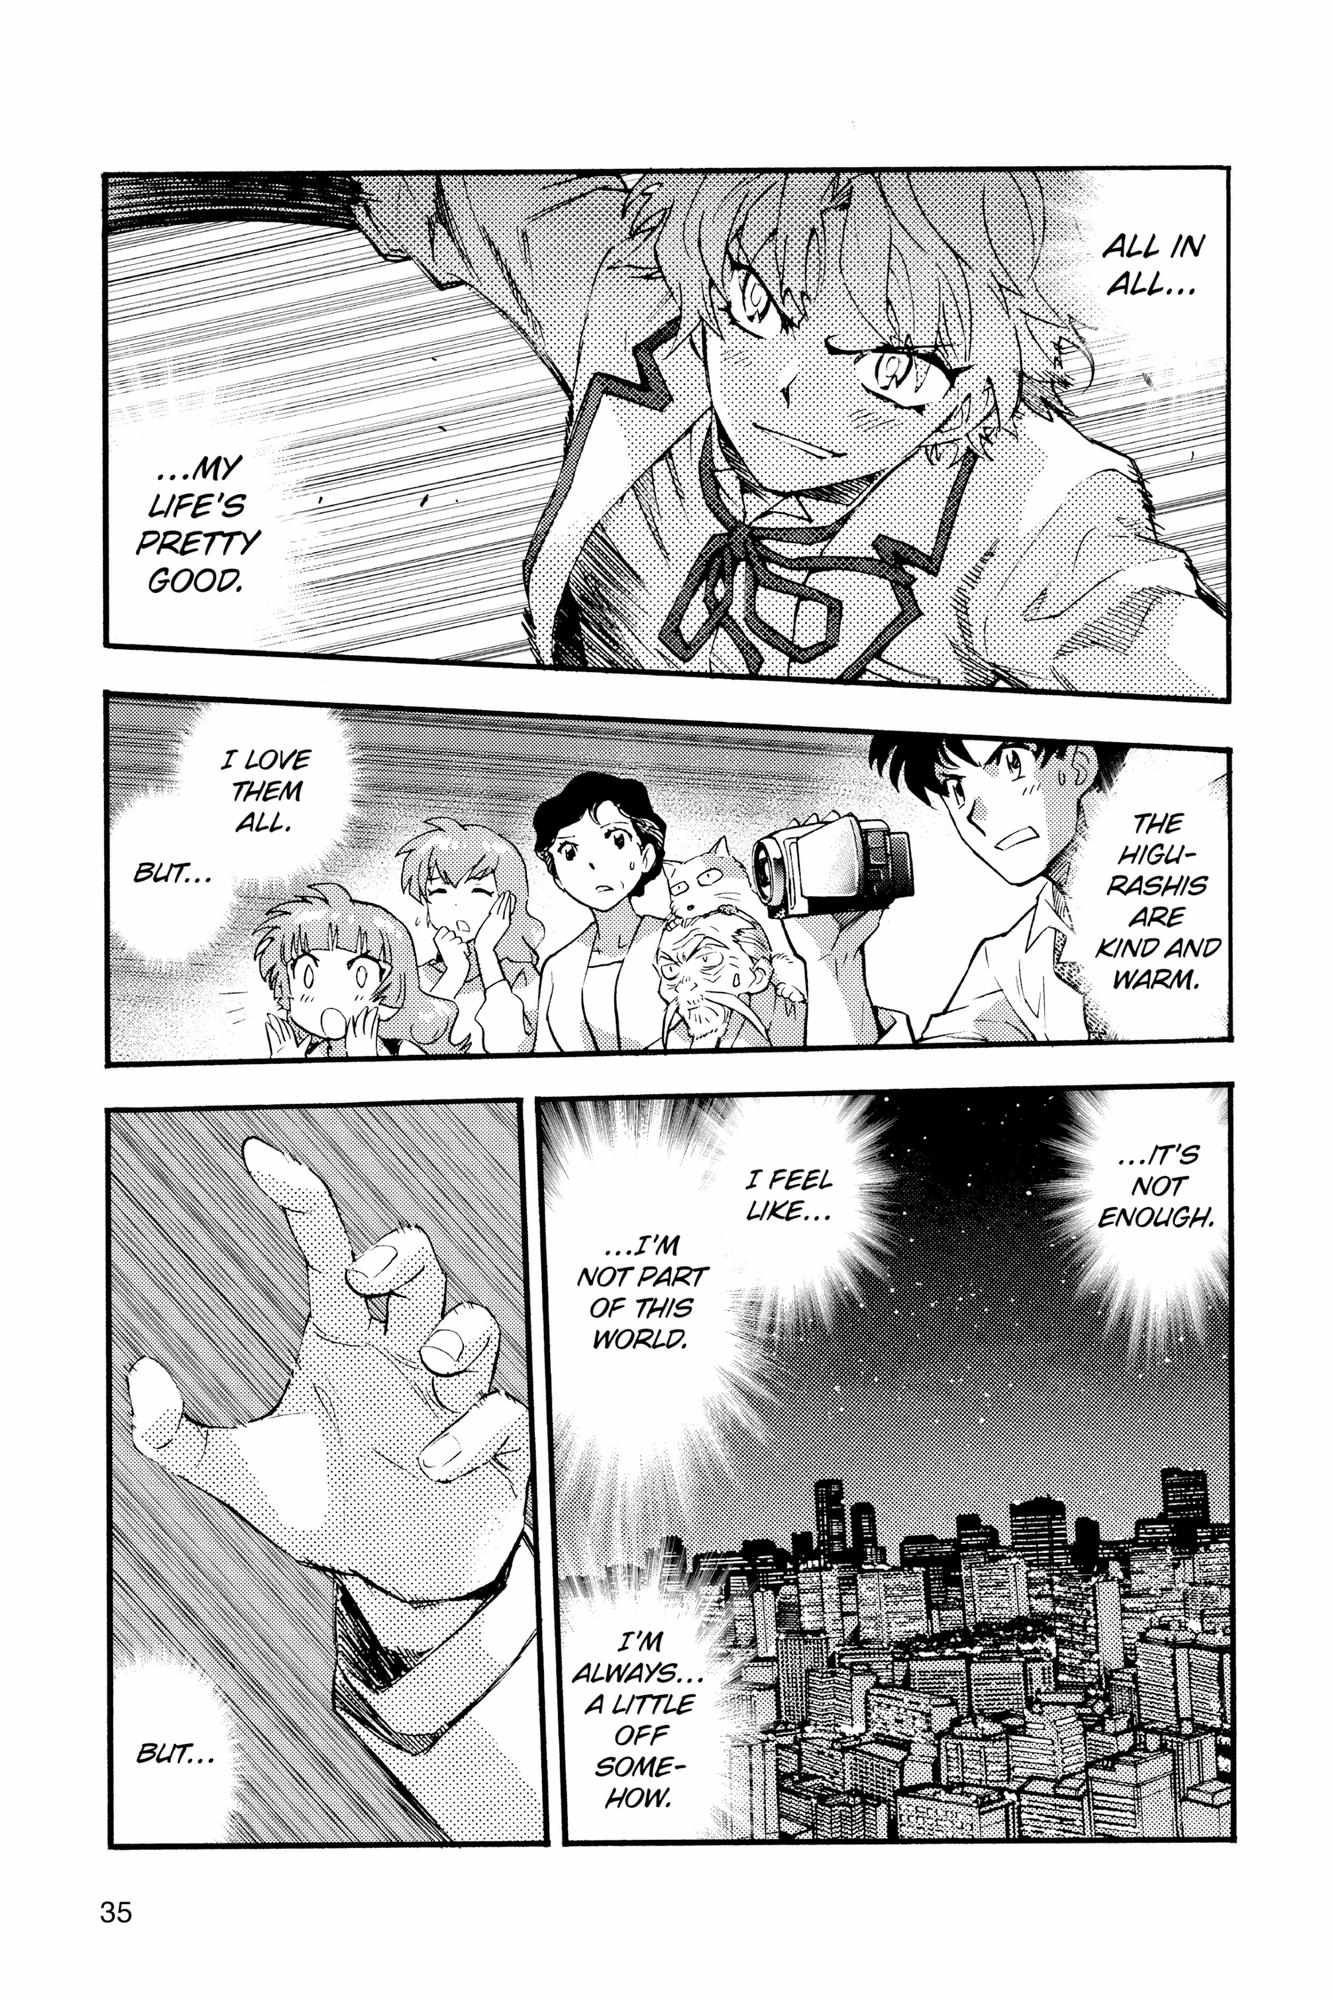 ALL IN
ALL...
...MY
LIFE'S
PRETTY
GOOD.
THE
HIGU-
RASHIS
ARE
KIND AND
WARM.
I LOVE
THEM
ALL.
BUT...
...IT'S
NOT
ENOUGH.
I FEEL
LIKE...
...I'M
NOT PART
OF THIS
WORLD.
I'M
ALWAYS...
A LITTLE
OFF
SOME-
HOW.
BUT...
35